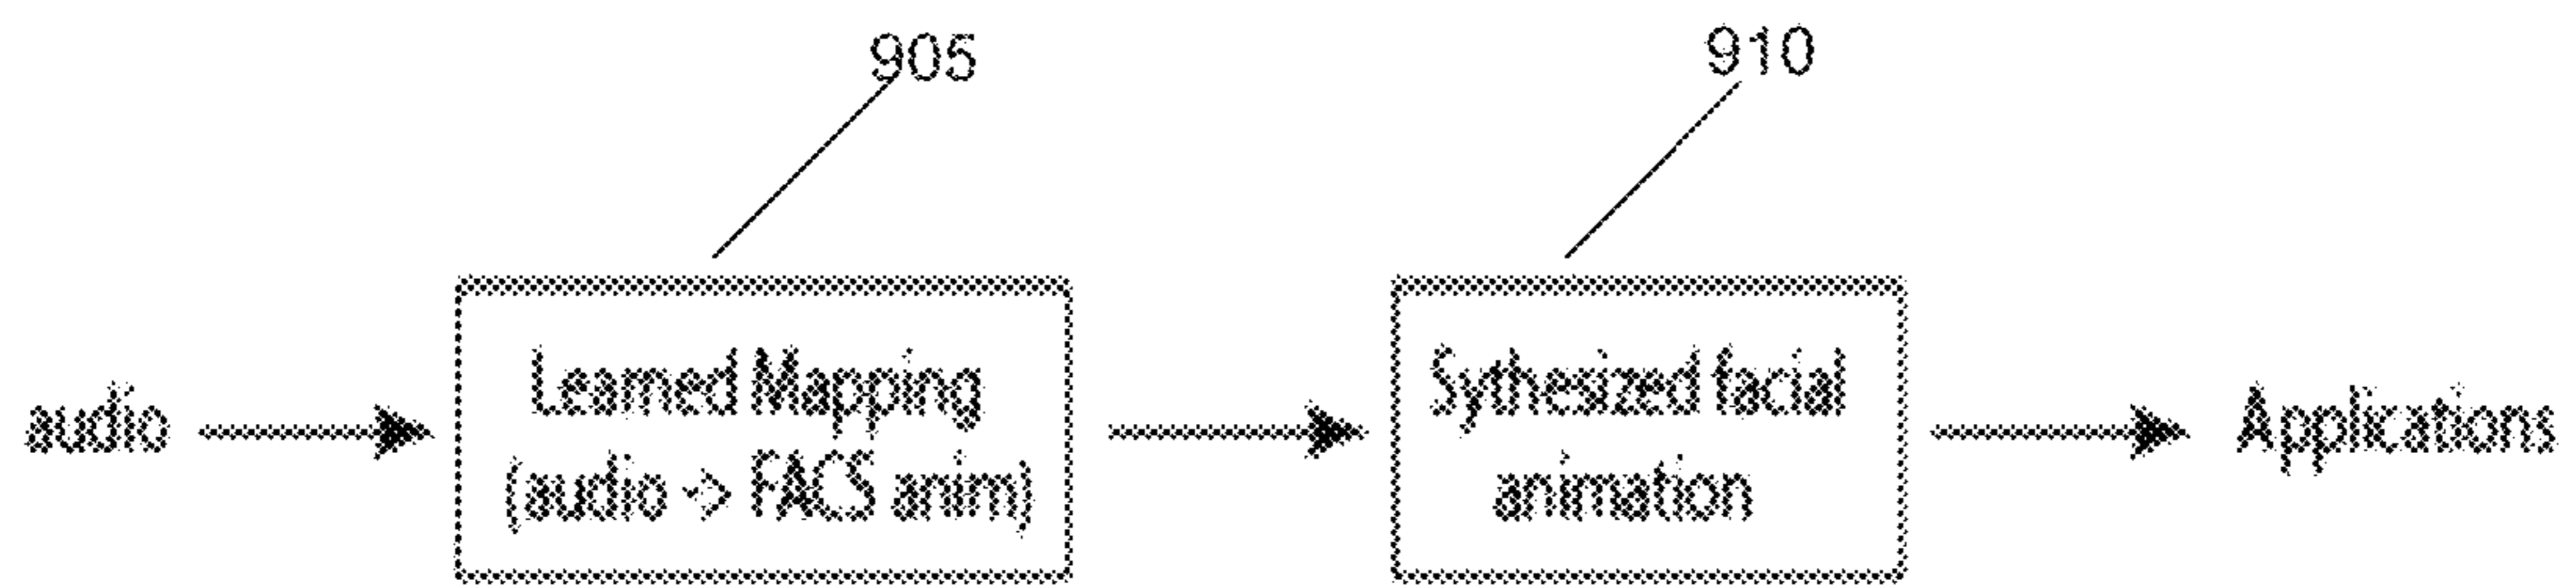 905
910
audio
Learned Mapping
(audio -> FACS anim)
Sythesized facial
animation
Applications